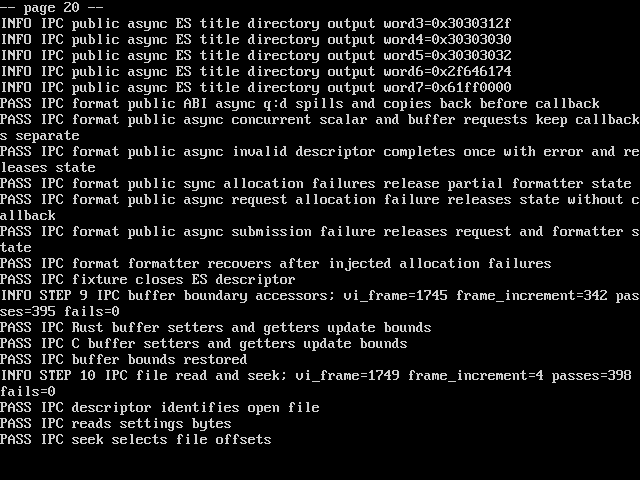 -- page 20 --
INFO IPC public async ES title directory output word3=0x3030312f
INFO IPC public async ES title directory output word4=0x30303030
INFO IPC public async ES title directory output word5=0x30303032
INFO IPC public async ES title directory output word6=0x2f646174
INFO IPC public async ES title directory output word7=0x61ff0000
PASS IPC format public ABI async q:d spills and copies back before callback
PASS IPC format public async concurrent scalar and buffer requests keep callback
s separate
PASS IPC format public async invalid descriptor completes once with error and re
leases state
PASS IPC format public sync allocation failures release partial formatter state
PASS IPC format public async request allocation failure releases state without c
allback
PASS IPC format public async submission failure releases request and formatter s
tate
PASS IPC format formatter recovers after injected allocation failures
PASS IPC fixture closes ES descriptor
INFO STEP 9 IPC buffer boundary accessors; vi_frame=1745 frame_increment=342 pas
ses=395 fails=0
PASS IPC Rust buffer setters and getters update bounds
PASS IPC C buffer setters and getters update bounds
PASS IPC buffer bounds restored
INFO STEP 10 IPC file read and seek; vi_frame=1749 frame_increment=4 passes=398 
fails=0
PASS IPC descriptor identifies open file
PASS IPC reads settings bytes
PASS IPC seek selects file offsets